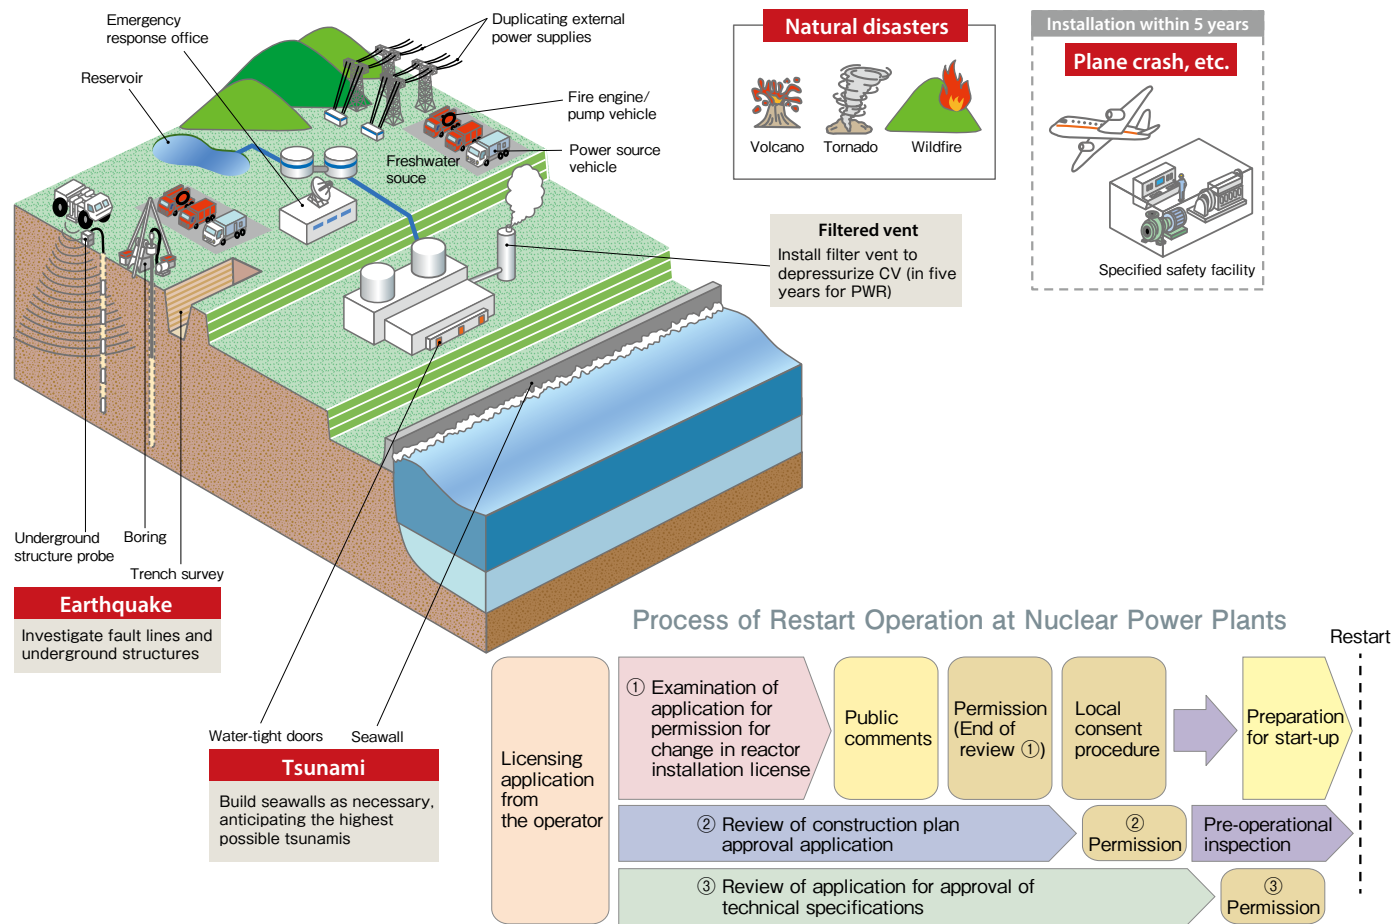 Emergency
response office
Duplicating external
power supplies
Reservoir
Fire engine/
pump vehicle
Freshwater
souce
Power source
vehicle
Natural disasters
Volcano
Tornado
Wildfire
Installation within 5 years
Plane crash, etc.
Specified safety facility
Filtered vent
Install filter vent to
depressurize CV (in five
years for PWR)
Underground
structure probe
Boring
Trench survey
Earthquake
Investigate fault lines and
underground structures
Water-tight doors
Seawall
Tsunami
Build seawalls as necessary,
anticipating the highest
possible tsunamis
Process of Restart Operation at Nuclear Power Plants
Restart
Licensing
application
from
the operator
① Examination of
application for
permission for
change in reactor
installation license
Public
comments
Permission
(End of
review ①)
Local
consent
procedure
Preparation
for start-up
② Review of construction plan
approval application
②
Permission
Pre-operational
inspection
③ Review of application for approval of
technical specifications
③
Permission